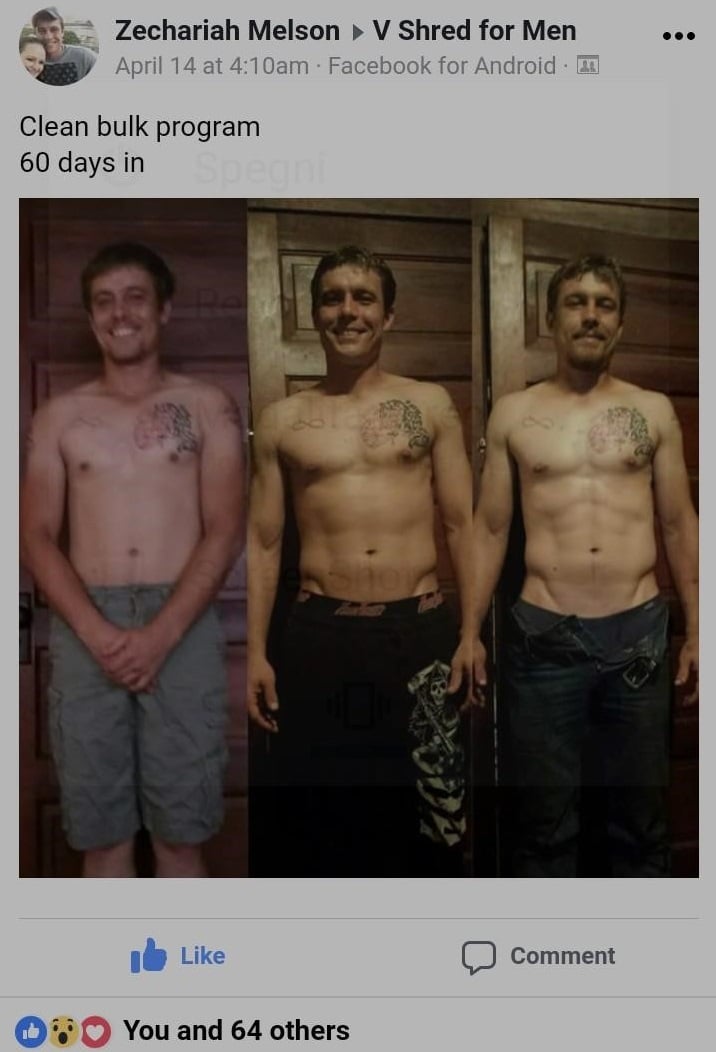 Zechariah Melson ▸ V Shred for Men
April 14 at 4:10am · Facebook for Android ·
Clean bulk program
60 days in
Spegni
Like
Comment
You and 64 others